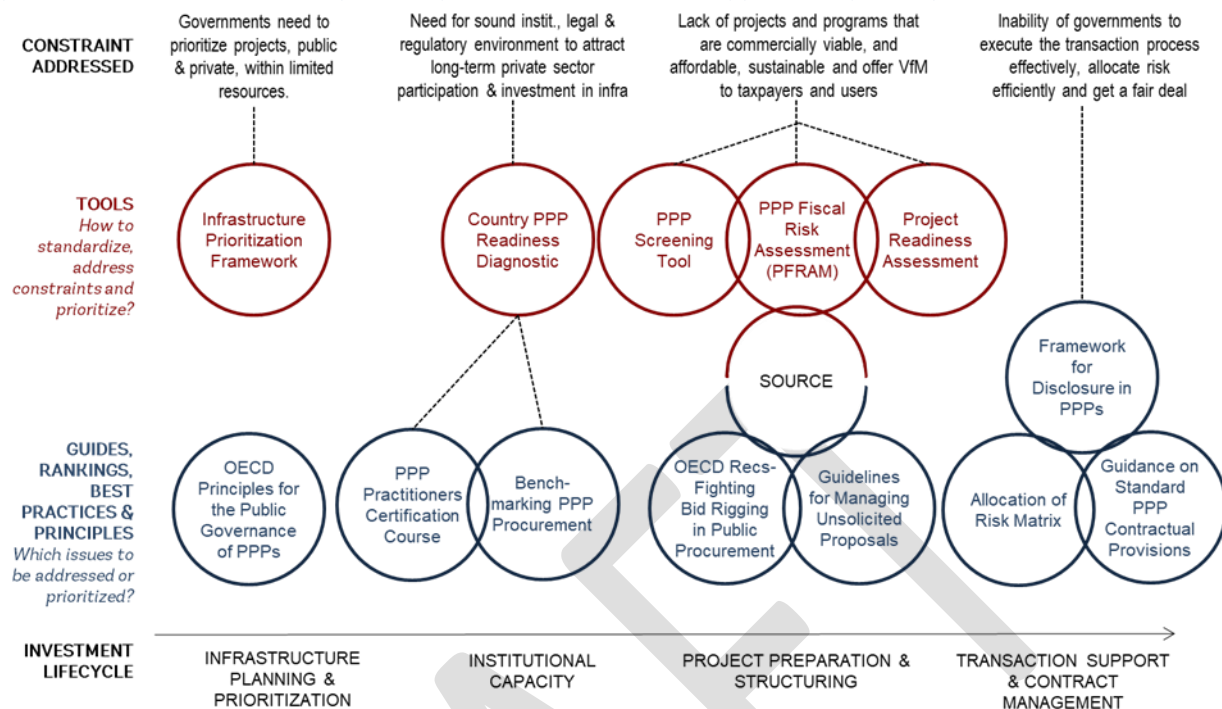 CONSTRAINT
ADDRESSED
Governments need to
prioritize projects, public
& private, within limited
resources.
Need for sound instit., legal &
regulatory environment to attract
long-term private sector
participation & investment in infra
Lack of projects and programs that
are commercially viable, and
affordable, sustainable and offer VfM
to taxpayers and users
Inability of governments to
execute the transaction process
effectively, allocate risk
efficiently and get a fair deal
TOOLS
How to
standardize,
address
constraints and
prioritize?
Infrastructure
Prioritization
Framework
Country PPP
Readiness
Diagnostic
PPP
Screening
Tool
PPP Fiscal
Risk
Assessment
(PFRAM)
Project
Readiness
Assessment
SOURCE
Framework
for
Disclosure in
PPPs
GUIDES,
RANKINGS,
BEST
PRACTICES &
PRINCIPLES
Which issues to
be addressed or
prioritized?
OECD
Principles for
the Public
Governance
of PPPs
PPP
Practitioners
Certification
Course
Bench-
marking PPP
Procurement
OECD Recs-
Fighting
Bid Rigging
in Public
Procurement
Guidelines
for Managing
Unsolicited
Proposals
Allocation of
Risk Matrix
Guidance on
Standard
PPP
Contractual
Provisions
INVESTMENT
LIFECYCLE
INFRASTRUCTURE
PLANNING &
PRIORITIZATION
INSTITUTIONAL
CAPACITY
PROJECT PREPARATION &
STRUCTURING
TRANSACTION SUPPORT
& CONTRACT
MANAGEMENT